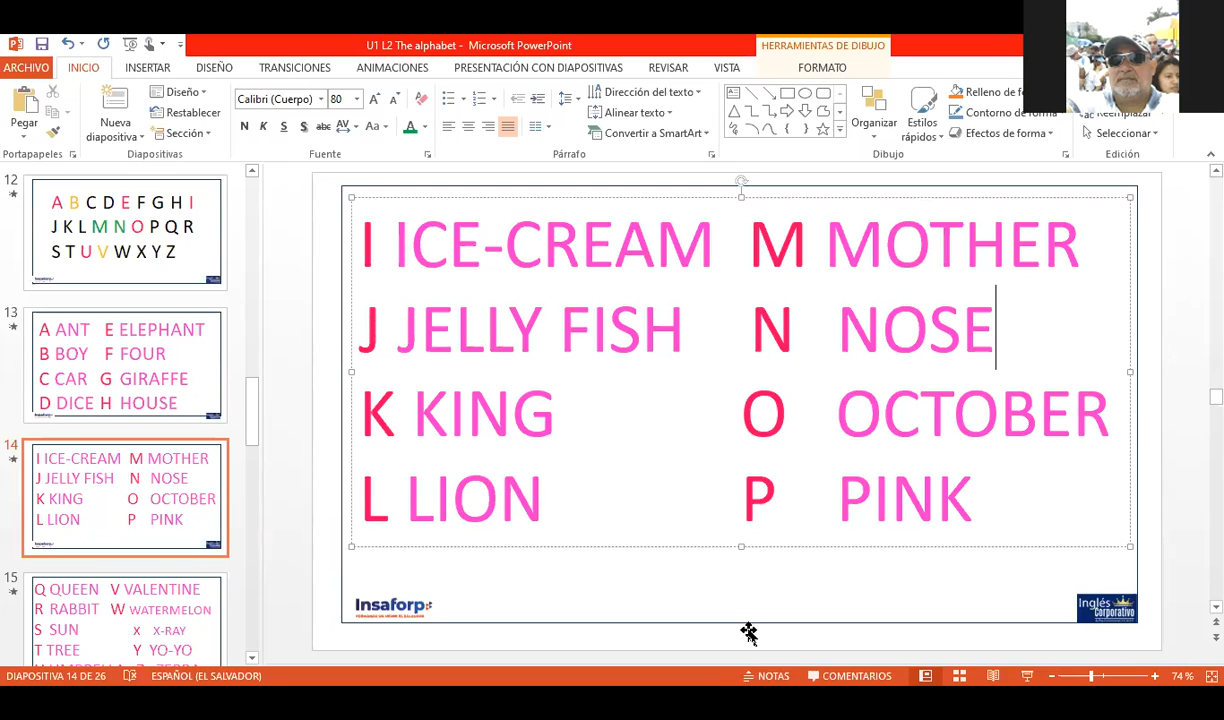 U1 L2 The alphabet - Microsoft PowerPoint
HERRAMIENTAS DE DIBUJO
ARCHIVO INICIO INSERTAR DISEÑO TRANSICIONES ANIMACIONES PRESENTACIÓN CON DIAPOSITIVAS REVISAR VISTA FORMATO
Pegar
Nueva diapositiva
Diseño
Restablecer
Sección
Calibri (Cuerpo) 80
N K S S abc AV Aa A
Dirección del texto
Alinear texto
Convertir a SmartArt
Organizar
Estilos rápidos
Relleno de fo
Contorno de forma
Efectos de forma
Reemplazar
Seleccionar
Portapapeles Diapositivas Fuente Párrafo Dibujo Edición
12
A B C D E F G H I
J K L M N O P Q R
S T U V W X Y Z
13
A ANT E ELEPHANT
B BOY F FOUR
C CAR G GIRAFFE
D DICE H HOUSE
14
I ICE-CREAM M MOTHER
J JELLY FISH N NOSE
K KING O OCTOBER
L LION P PINK
15
Q QUEEN V VALENTINE
R RABBIT W WATERMELON
S SUN X X-RAY
T TREE Y YO-YO
I ICE-CREAM M MOTHER
J JELLY FISH N NOSE
K KING O OCTOBER
L LION P PINK
Insaforp
Inglés Corporativo
DIAPOSITIVA 14 DE 26 ESPAÑOL (EL SALVADOR) NOTAS COMENTARIOS 74 %